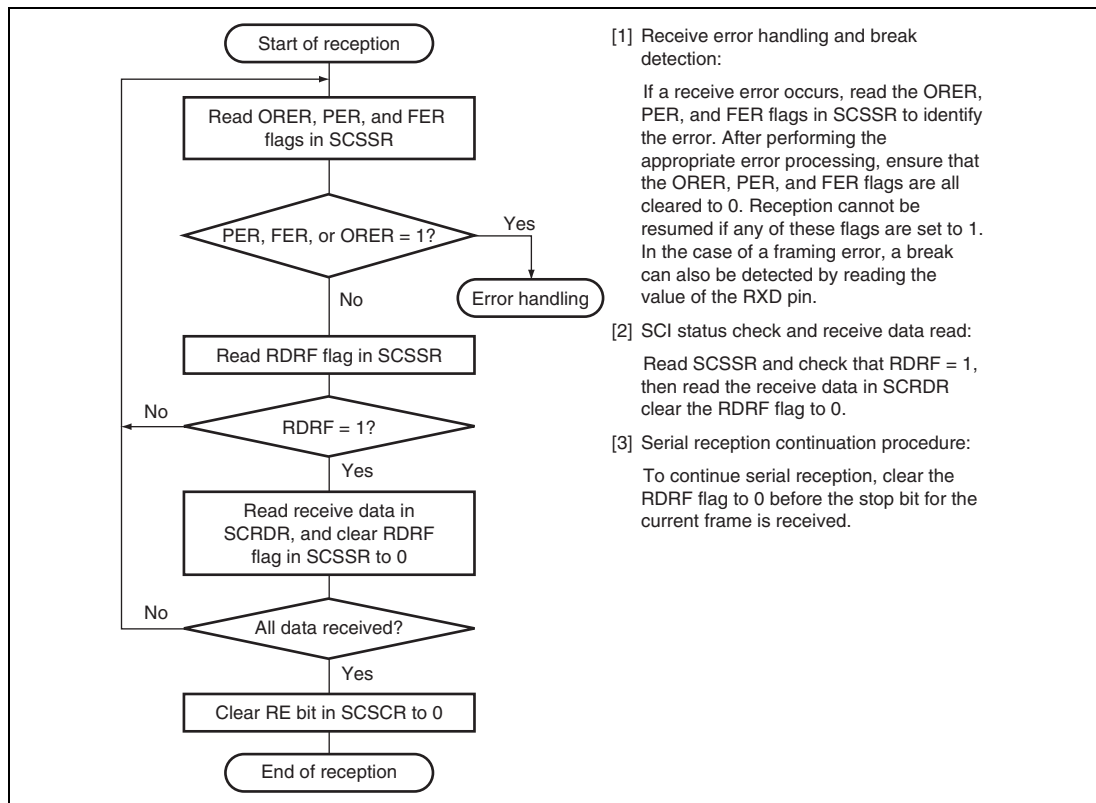 Start of reception
Read ORER, PER, and FER
flags in SCSSR
PER, FER, or ORER = 1?
Yes
Error handling
No
Read RDRF flag in SCSSR
No
RDRF = 1?
Yes
Read receive data in
SCRDR, and clear RDRF
flag in SCSSR to 0
No
All data received?
Yes
Clear RE bit in SCSCR to 0
End of reception
[1] Receive error handling and break
detection:
If a receive error occurs, read the ORER,
PER, and FER flags in SCSSR to identify
the error. After performing the
appropriate error processing, ensure that
the ORER, PER, and FER flags are all
cleared to 0. Reception cannot be
resumed if any of these flags are set to 1.
In the case of a framing error, a break
can also be detected by reading the
value of the RXD pin.
[2] SCI status check and receive data read:
Read SCSSR and check that RDRF = 1,
then read the receive data in SCRDR
clear the RDRF flag to 0.
[3] Serial reception continuation procedure:
To continue serial reception, clear the
RDRF flag to 0 before the stop bit for the
current frame is received.